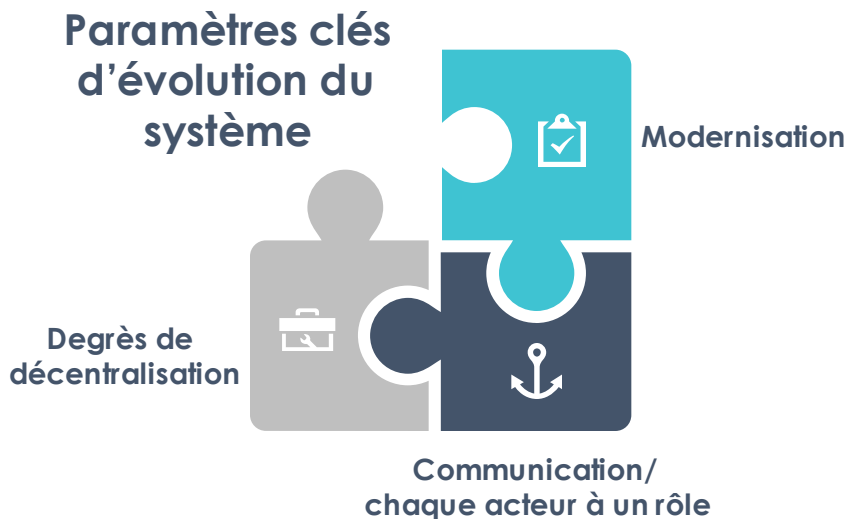 Paramètres clés
d'évolution du
système
Modernisation
Degrès de
décentralisation
Communication/
chaque acteur à un rôle